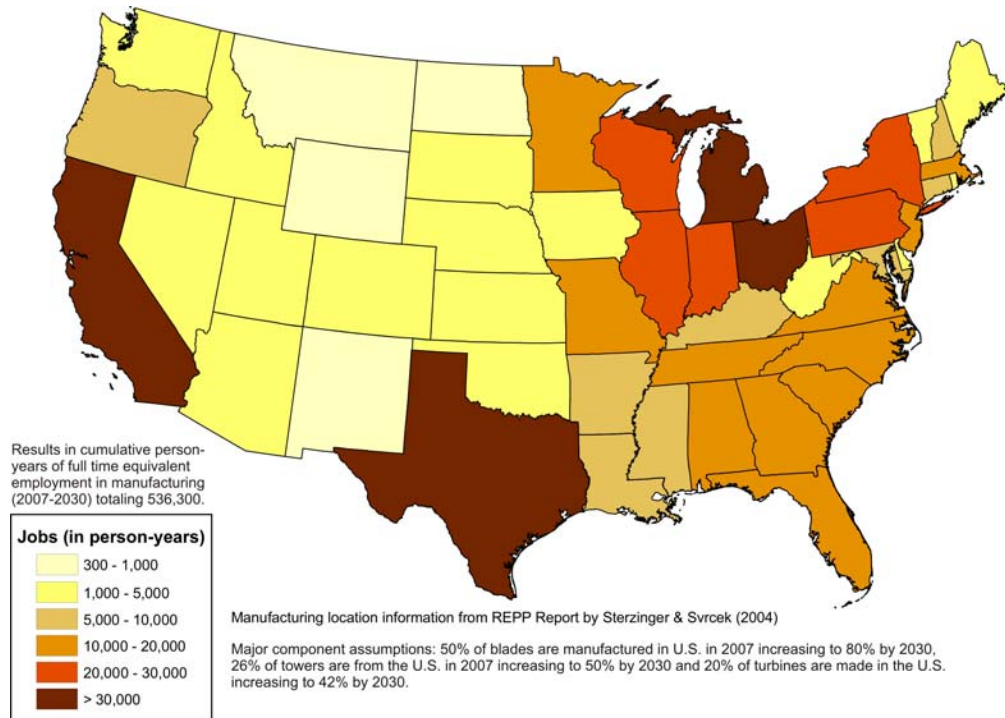 Results in cumulative person-
years of full time equivalent
employment in manufacturing
(2007-2030) totaling 536,300.
Jobs (in person-years)
300 - 1,000
1,000 - 5,000
5,000 - 10,000
10,000 - 20,000
20,000 - 30,000
> 30,000
Manufacturing location information from REPP Report by Sterzinger & Svrcek (2004)
Major component assumptions: 50% of blades are manufactured in U.S. in 2007 increasing to 80% by 2030,
26% of towers are from the U.S. in 2007 increasing to 50% by 2030 and 20% of turbines are made in the U.S.
increasing to 42% by 2030.